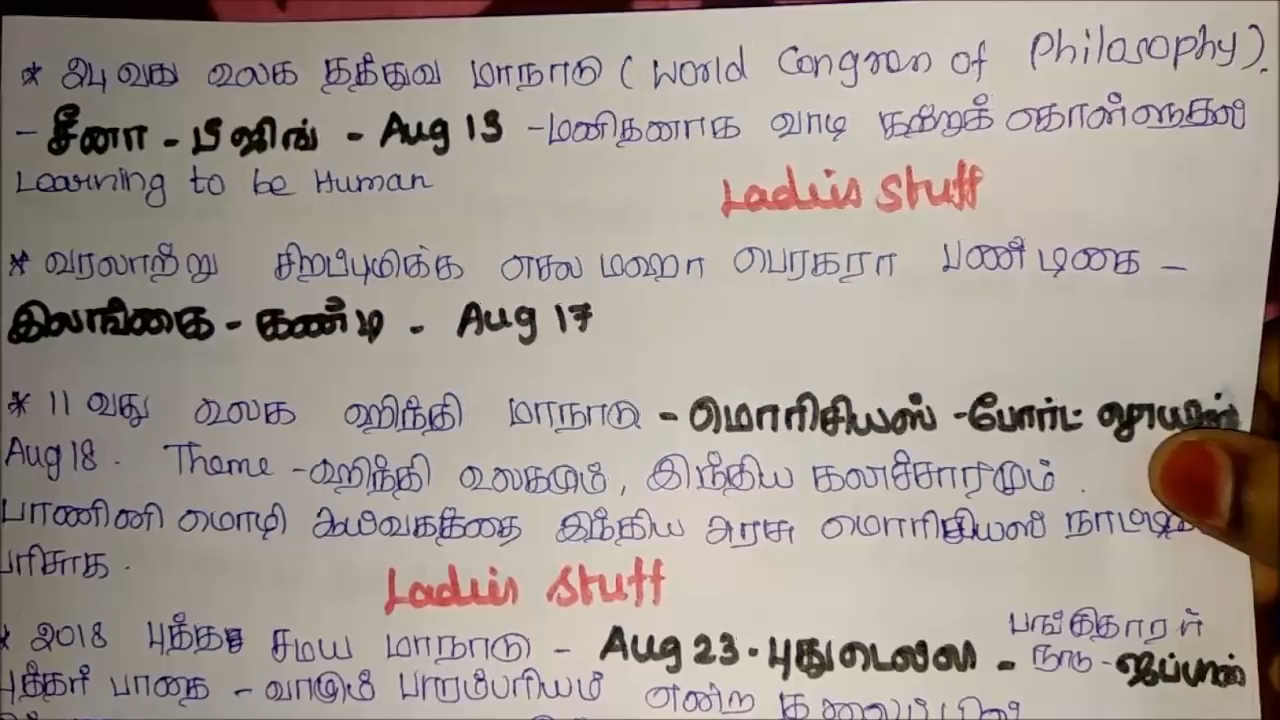 * 24 வது உலக தத்துவ மாநாடு ( World Congress of Philosophy).
- சீனா - பீஜிங் - Aug 13 - மனிதனாக வாழ கற்றுக் கொள்ளுதல்
Learning to be Human
Ladies Stuff
* வரலாற்று சிறப்புமிக்க எசல மஹா பெரகரா பண்டிகை -
இலங்கை - கண்டி - Aug 17
* 11 வது உலக ஹிந்தி மாநாடு - மொரிசியஸ் - போர்ட் லூயிஸ்
Aug 18. Theme - ஹிந்தி உலகமும், இந்திய கலாச்சாரமும்.
பாணினி மொழி ஆய்வகத்தை இந்திய அரசு மொரிசியஸ்
பரிசாக.
Ladies Stuff
* 2018 புத்த சமய மாநாடு - Aug 23 - புதுடெல்லி - பங்குதாரர் நாடு - ஜப்பான்
புத்தர் பாதை - வாழும் பாரம்பரியம் என்ற தலைப்பில்